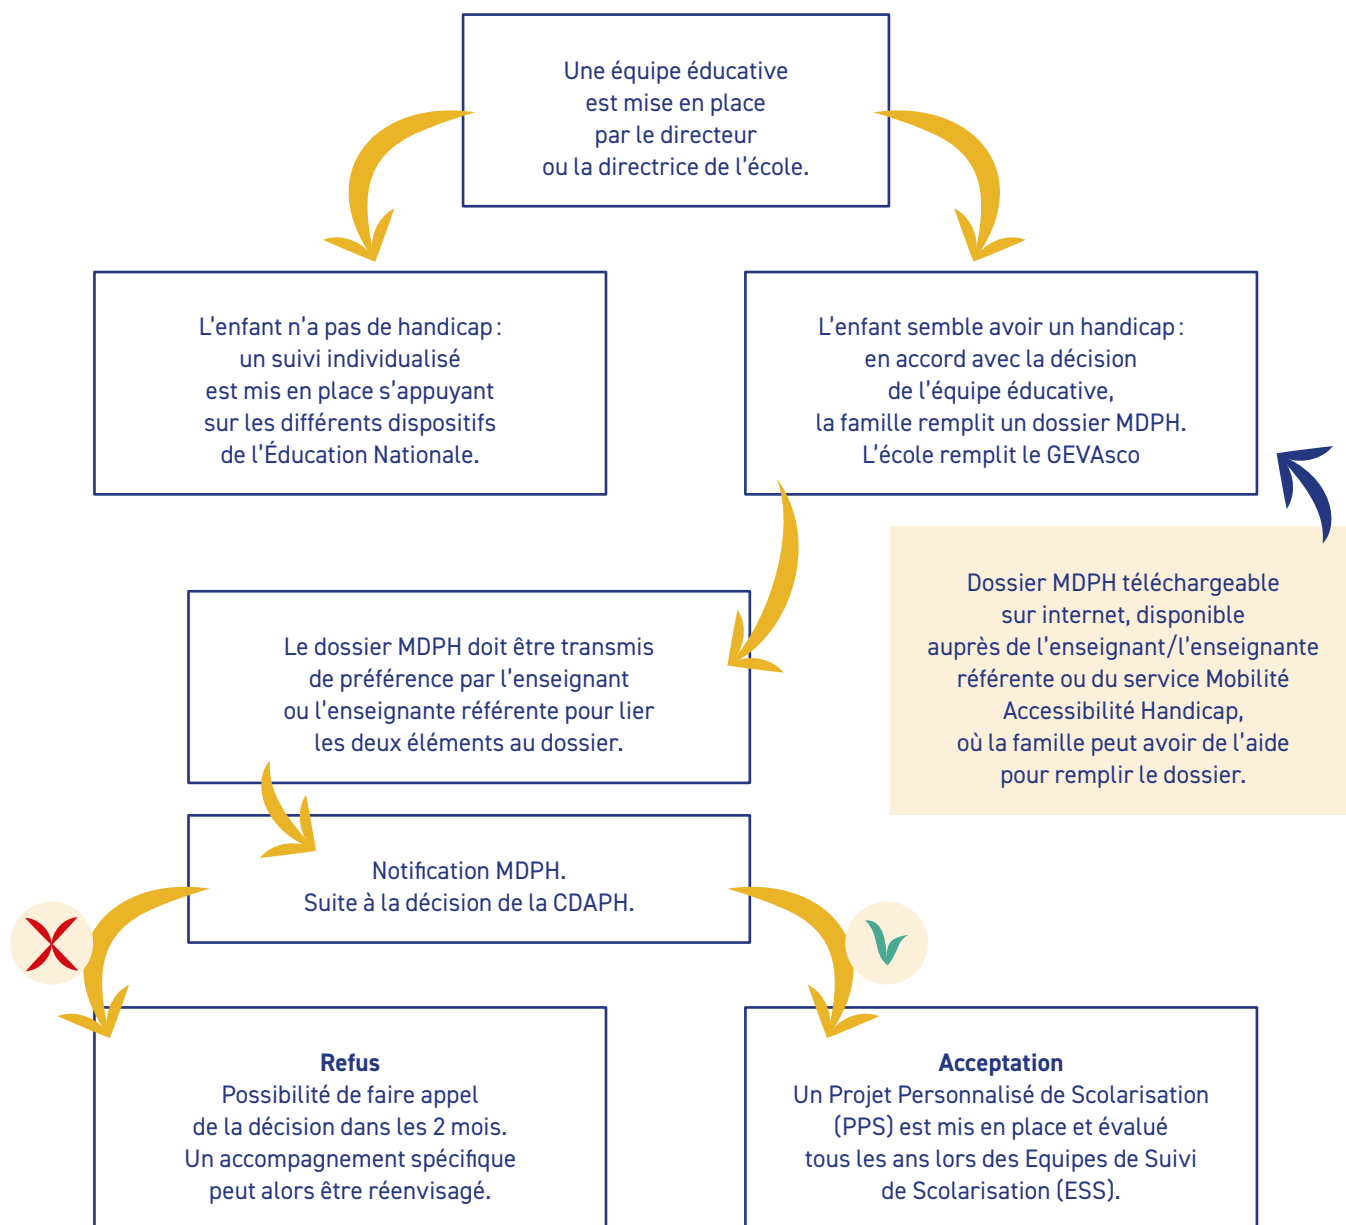 Une équipe éducative
est mise en place
par le directeur
ou la directrice de l'école.
L'enfant n'a pas de handicap :
un suivi individualisé
est mis en place s'appuyant
sur les différents dispositifs
de l'Éducation Nationale.
L'enfant semble avoir un handicap :
en accord avec la décision
de l'équipe éducative,
la famille remplit un dossier MDPH.
L'école remplit le GEVAsco
Dossier MDPH téléchargeable
sur internet, disponible
auprès de l'enseignant/l'enseignante
référente ou du service Mobilité
Accessibilité Handicap,
où la famille peut avoir de l'aide
pour remplir le dossier.
Le dossier MDPH doit être transmis
de préférence par l'enseignant
ou l'enseignante référente pour lier
les deux éléments au dossier.
Notification MDPH.
Suite à la décision de la CDAPH.
Refus
Possibilité de faire appel
de la décision dans les 2 mois.
Un accompagnement spécifique
peut alors être réenvisagé.
Acceptation
Un Projet Personnalisé de Scolarisation
(PPS) est mis en place et évalué
tous les ans lors des Equipes de Suivi
de Scolarisation (ESS).